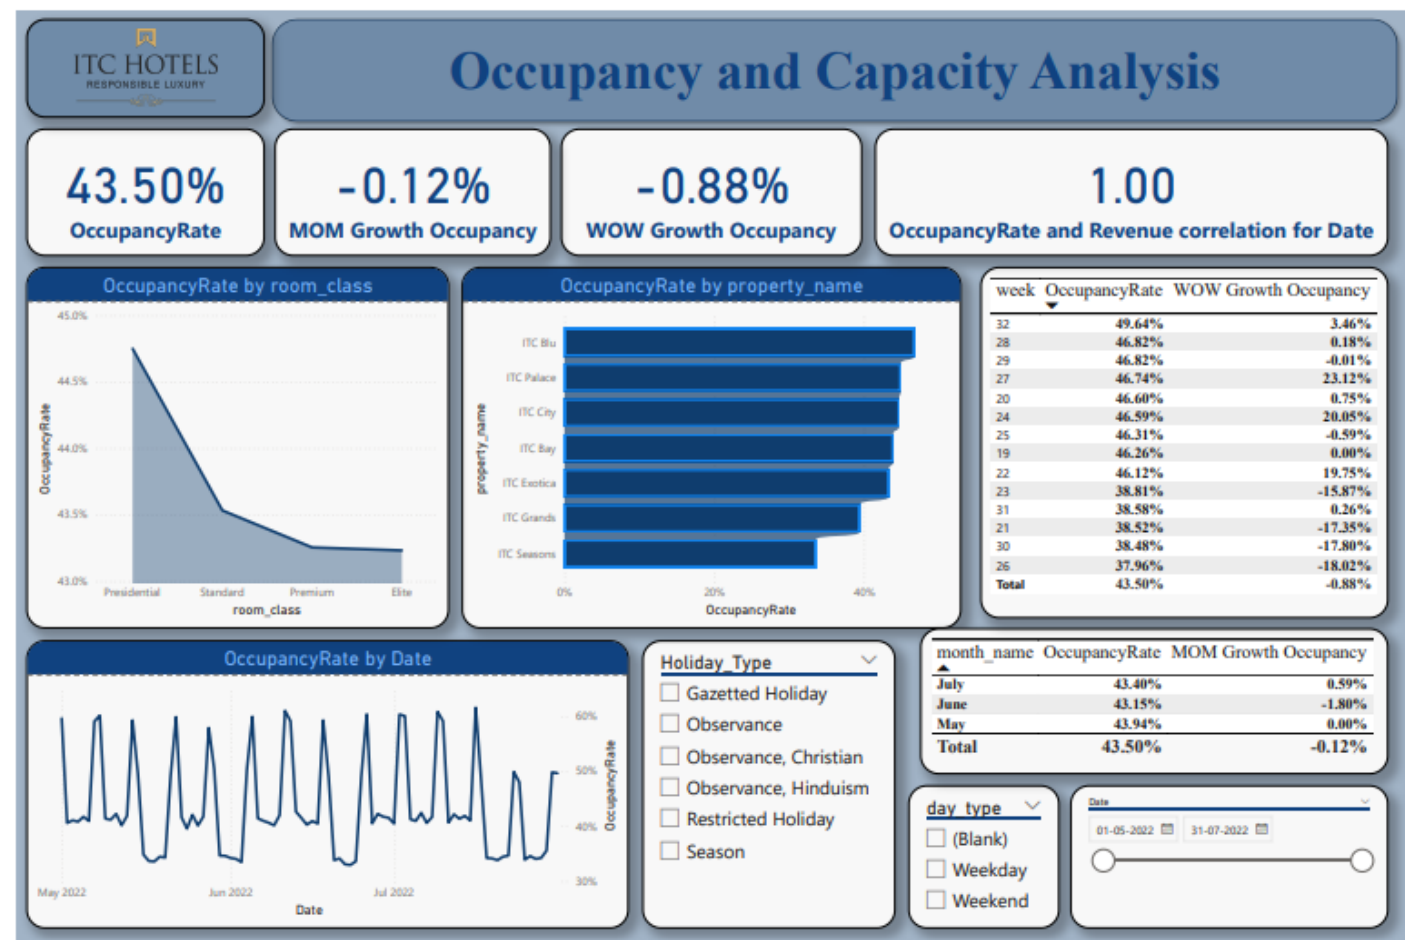 ITC HOTELS
RESPONSIBLE LUXURY
Occupancy and Capacity Analysis
43.50%
OccupancyRate
-0.12%
MOM Growth Occupancy
-0.88%
WOW Growth Occupancy
1.00
OccupancyRate and Revenue correlation for Date
OccupancyRate by room_class
45.0%
44.5%
44.0%
43.5%
43.0%
OccupancyRate
Presidential Standard Premium Elite
room_class
OccupancyRate by property_name
property_name
ITC Blu
ITC Palace
ITC City
ITC Bay
ITC Exotica
ITC Grands
ITC Seasons
0% 20% 40%
OccupancyRate
week OccupancyRate WOW Growth Occupancy
32 49.64% 3.46%
28 46.82% 0.18%
29 46.82% -0.01%
27 46.74% 23.12%
20 46.60% 0.75%
24 46.59% 20.05%
25 46.31% -0.59%
19 46.26% 0.00%
22 46.12% 19.75%
23 38.81% -15.87%
31 38.58% 0.26%
21 38.52% -17.35%
30 38.48% -17.80%
26 37.96% -18.02%
Total 43.50% -0.88%
OccupancyRate by Date
60%
50%
40%
30%
OccupancyRate
May 2022 Jun 2022 Jul 2022
Date
Holiday_Type
Gazetted Holiday
Observance
Observance, Christian
Observance, Hinduism
Restricted Holiday
Season
month_name OccupancyRate MOM Growth Occupancy
July 43.40% 0.59%
June 43.15% -1.80%
May 43.94% 0.00%
Total 43.50% -0.12%
day_type
(Blank)
Weekday
Weekend
Date
01-05-2022 31-07-2022